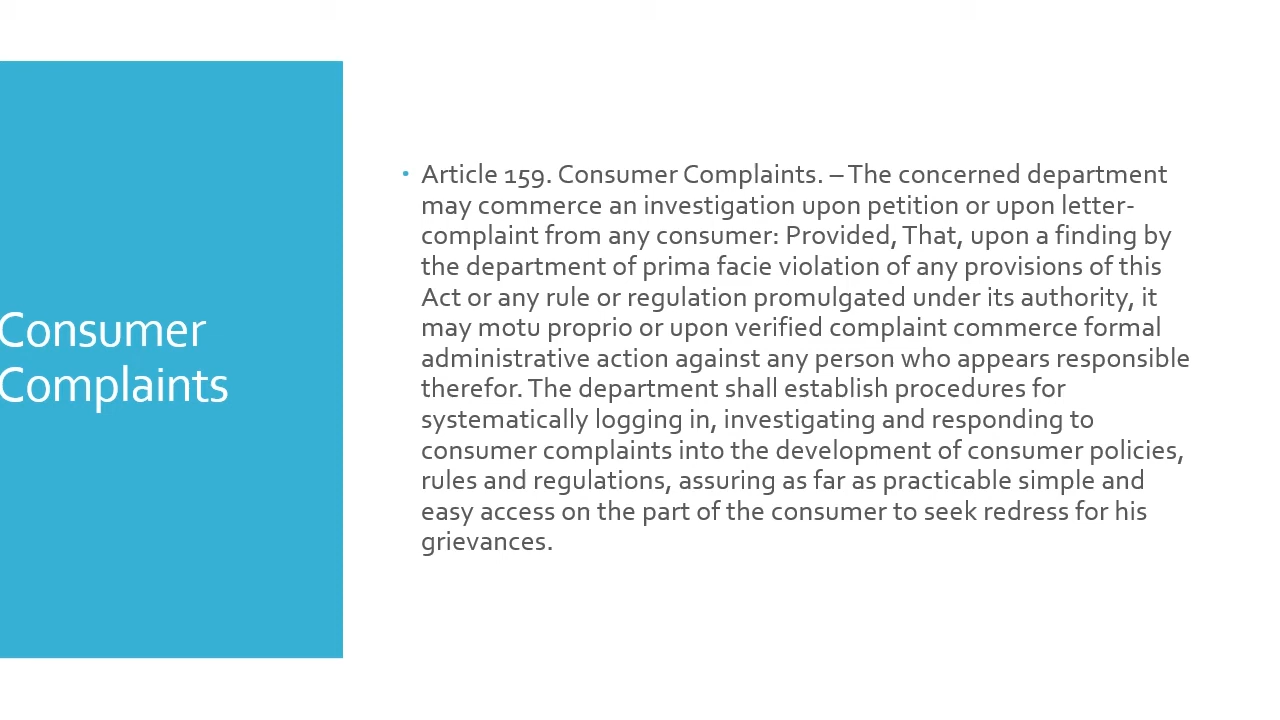 Consumer
Complaints
• Article 159. Consumer Complaints. – The concerned department
may commerce an investigation upon petition or upon letter-
complaint from any consumer: Provided, That, upon a finding by
the department of prima facie violation of any provisions of this
Act or any rule or regulation promulgated under its authority, it
may motu proprio or upon verified complaint commerce formal
administrative action against any person who appears responsible
therefor. The department shall establish procedures for
systematically logging in, investigating and responding to
consumer complaints into the development of consumer policies,
rules and regulations, assuring as far as practicable simple and
easy access on the part of the consumer to seek redress for his
grievances.